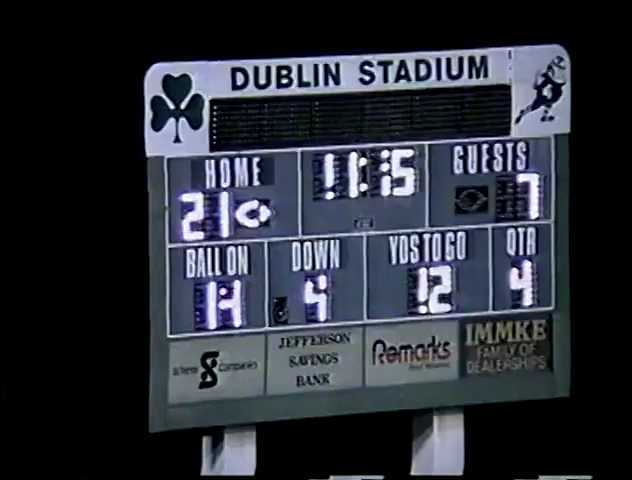 DUBLIN STADIUM
HOME
11:15
GUESTS
21
7
BALL ON
DOWN
YDS TO GO
QTR
4
12
4
JEFFERSON
SAVINGS
BANK
Remarks
IMMKE
FAMILY OF
DEALERSHIPS
Companies